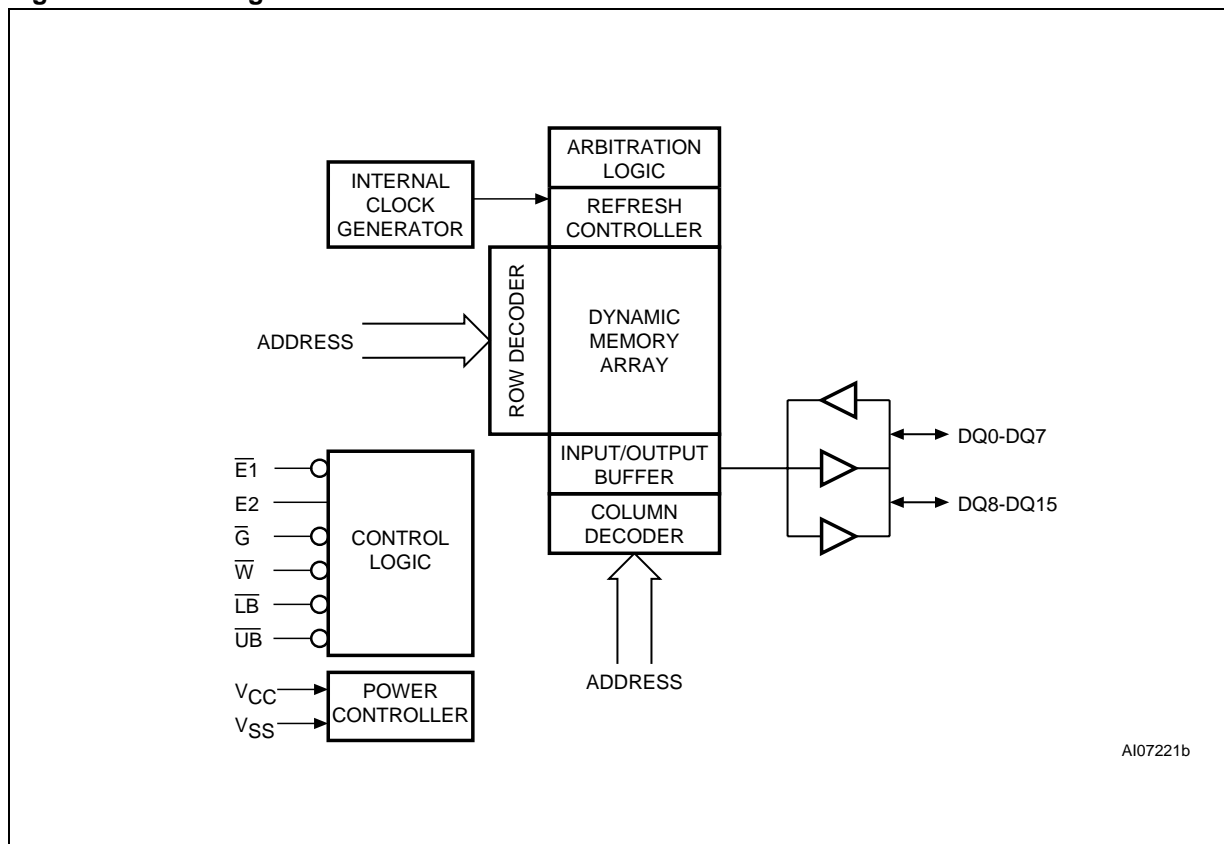 ARBITRATION
LOGIC
INTERNAL
CLOCK
GENERATOR
REFRESH
CONTROLLER
ROW DECODER
DYNAMIC
MEMORY
ARRAY
ADDRESS
INPUT/OUTPUT
BUFFER
COLUMN
DECODER
DQ0-DQ7
DQ8-DQ15
E1
E2
G
W
LB
UB
CONTROL
LOGIC
ADDRESS
VCC
VSS
POWER
CONTROLLER
AI07221b